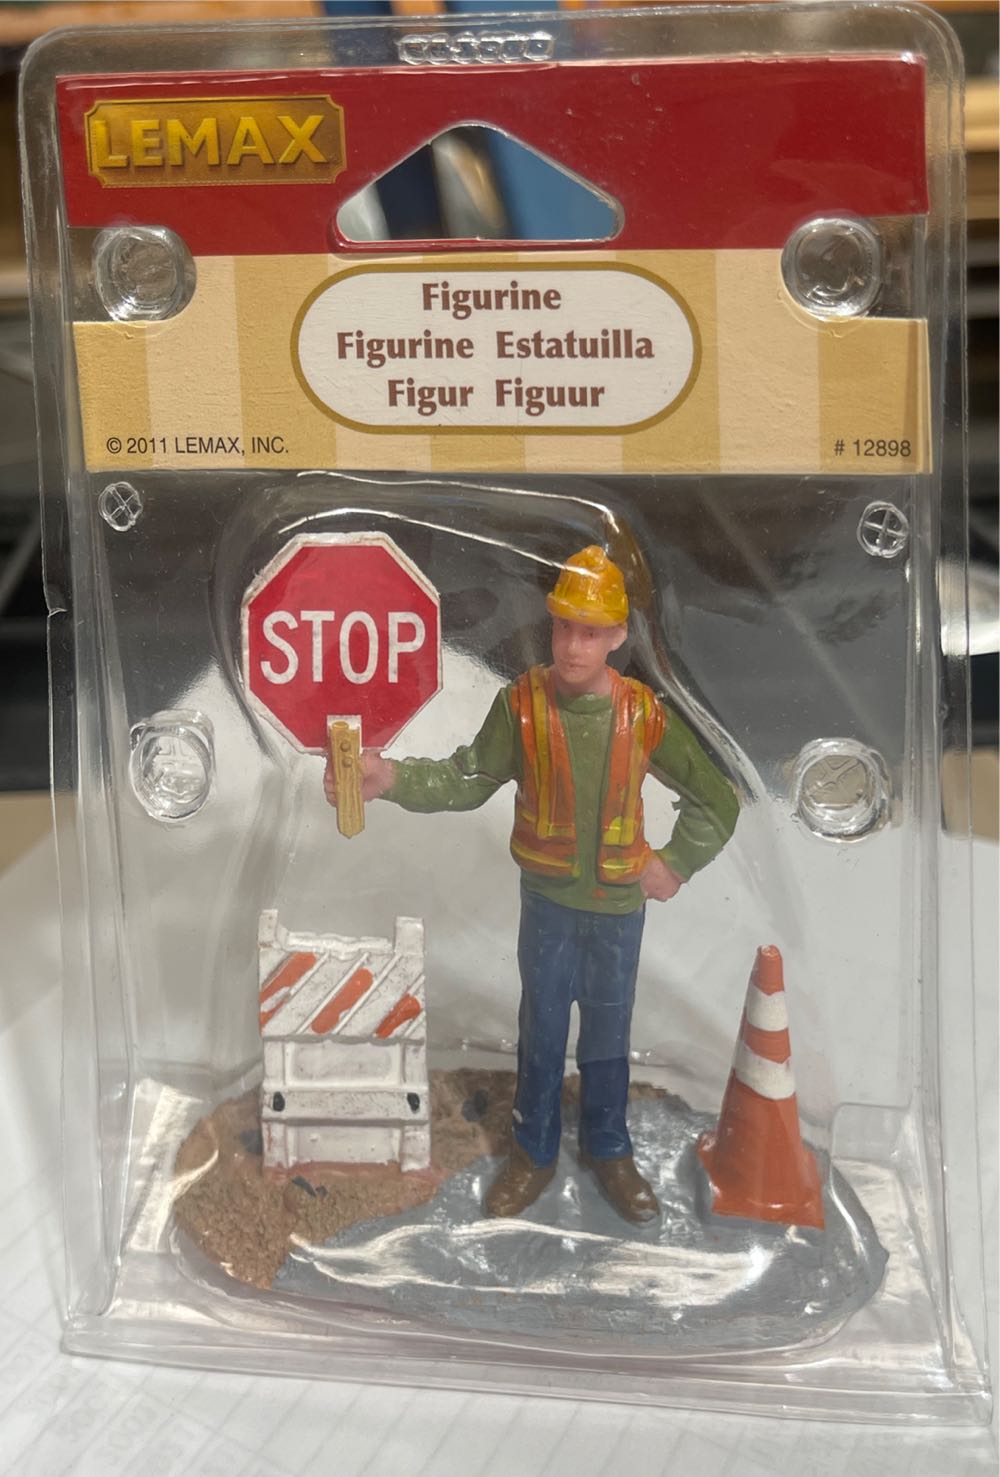 LEMAX
Figurine
Figurine Estatuilla
Figur Figuur
© 2011 LEMAX, INC.
# 12898
STOP